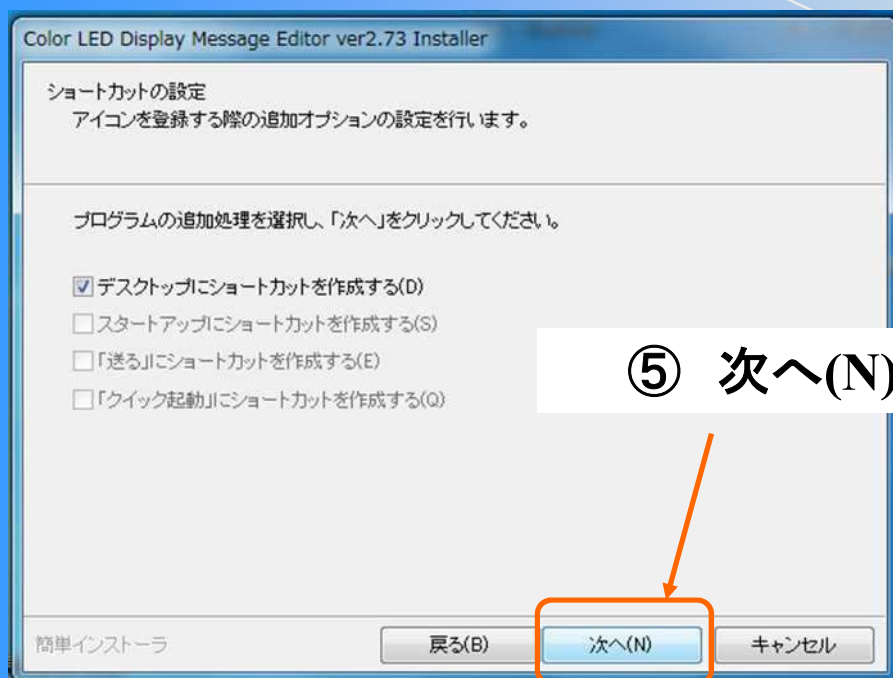 Color LED Display Message Editor ver2.73 Installer
ショートカットの設定
アイコンを登録する際の追加オプションの設定を行います。
プログラムの追加処理を選択し、「次へ」をクリックしてください。
デスクトップにショートカットを作成する(D)
スタートアップにショートカットを作成する(S)
「送る」にショートカットを作成する(E)
「クイック起動」にショートカットを作成する(Q)
⑤ 次へ(N)
簡単インストーラ
戻る(B)
次へ(N)
キャンセル